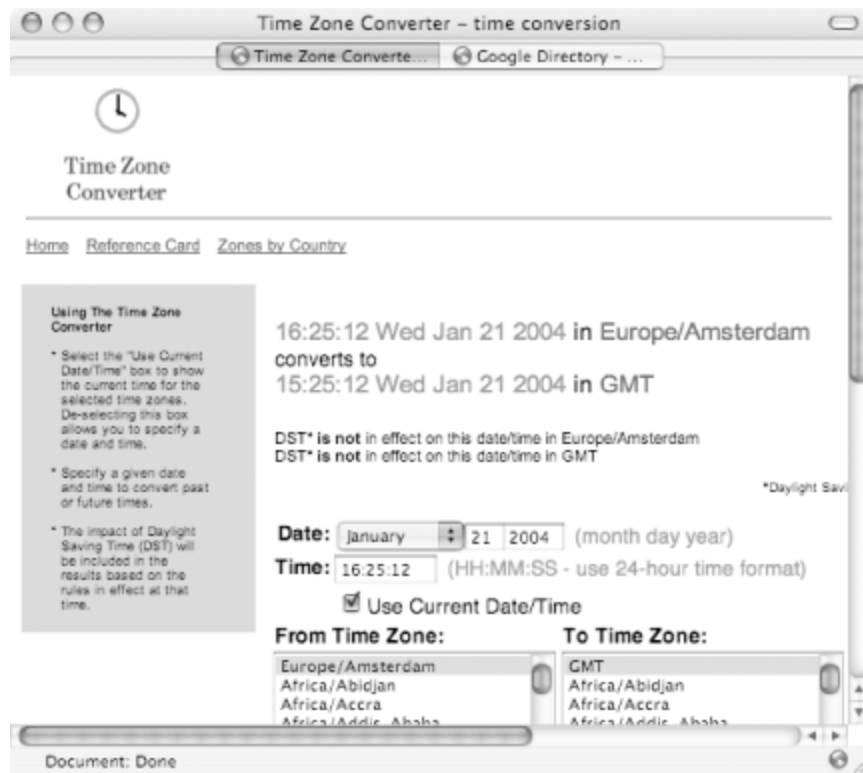 Time Zone Converter – time conversion
Time Zone Converte...
Google Directory – ...
Time Zone
Converter
Home Reference Card Zones by Country
Using The Time Zone
Converter
* Select the "Use Current
Date/Time" box to show
the current time for the
selected time zones.
De-selecting this box
allows you to specify a
date and time.
* Specify a given date
and time to convert past
or future times.
* The impact of Daylight
Saving Time (DST) will
be included in the
results based on the
rules in effect at that
time.
16:25:12 Wed Jan 21 2004 in Europe/Amsterdam
converts to
15:25:12 Wed Jan 21 2004 in GMT
DST* is not in effect on this date/time in Europe/Amsterdam
DST* is not in effect on this date/time in GMT
*Daylight Savi
Date: January 21 2004 (month day year)
Time: 16:25:12 (HH:MM:SS - use 24-hour time format)
Use Current Date/Time
From Time Zone:
Europe/Amsterdam
Africa/Abidjan
Africa/Accra
Africa/Addis_Ababa
To Time Zone:
GMT
Africa/Abidjan
Africa/Accra
Africa/Addis_Ababa
Document: Done